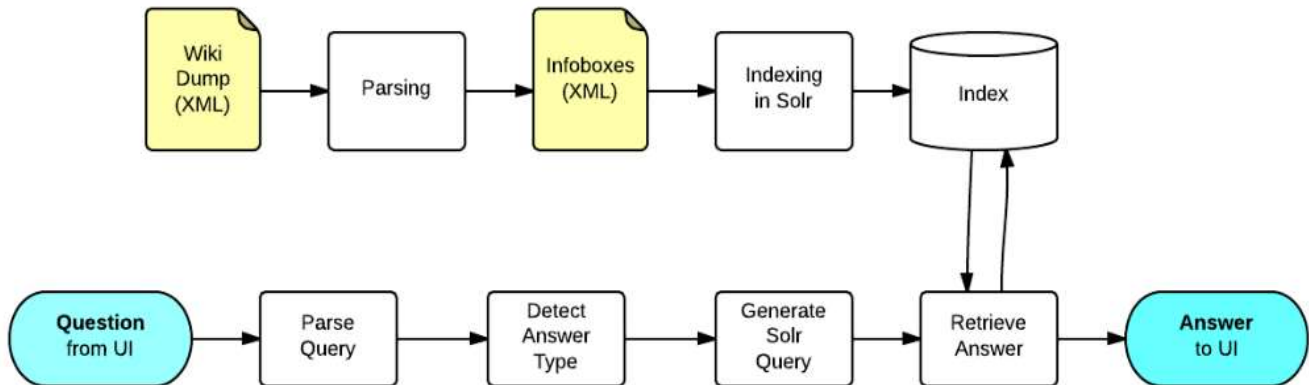 Wiki
Dump
(XML)
Parsing
Infoboxes
(XML)
Indexing
in Solr
Index
Question
from UI
Parse
Query
Detect
Answer
Type
Generate
Solr
Query
Retrieve
Answer
Answer
to UI